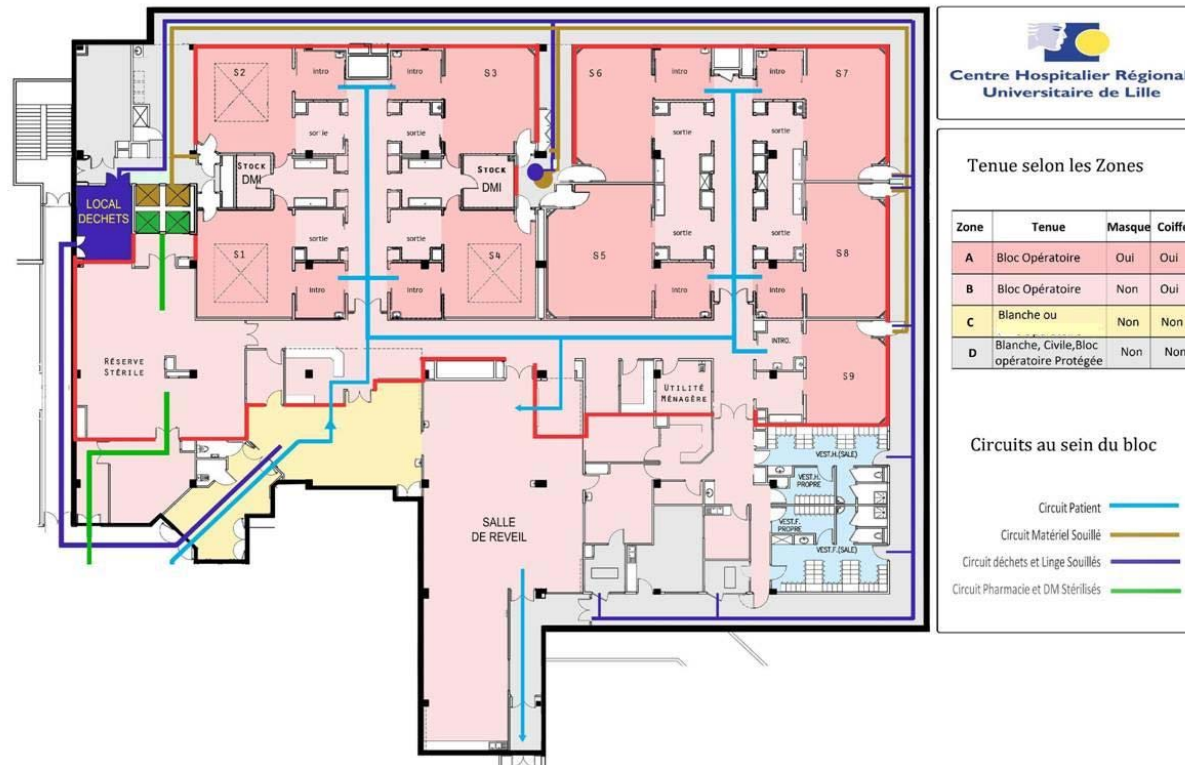 S2
intro
intro
S3
S6
Intro
Intro
S7
sortie
sortie
sortie
sortie
STOCK
DMI
STOCK
DMI
LOCAL
DECHETS
S1
sortie
sortie
S4
S5
sortie
sortie
S8
Intro
Intro
Intro
Intro
RÉSERVE
STÉRILE
INTRO.
S9
UTILITÉ
MÉNAGÈRE
VEST.H.(SALE)
VEST.H.
PROPRE
VEST.F.
PROPRE
VEST.F.(SALE)
SALLE
DE REVEIL
Centre Hospitalier Régional
Universitaire de Lille
Tenue selon les Zones
Zone Tenue Masque Coiffe
A Bloc Opératoire Oui Oui
B Bloc Opératoire Non Oui
C Blanche ou Non Non
D Blanche, Civile,Bloc
opératoire Protégée Non Non
Circuits au sein du bloc
Circuit Patient
Circuit Matériel Souillé
Circuit déchets et Linge Souillés
Circuit Pharmacie et DM Stérilisés